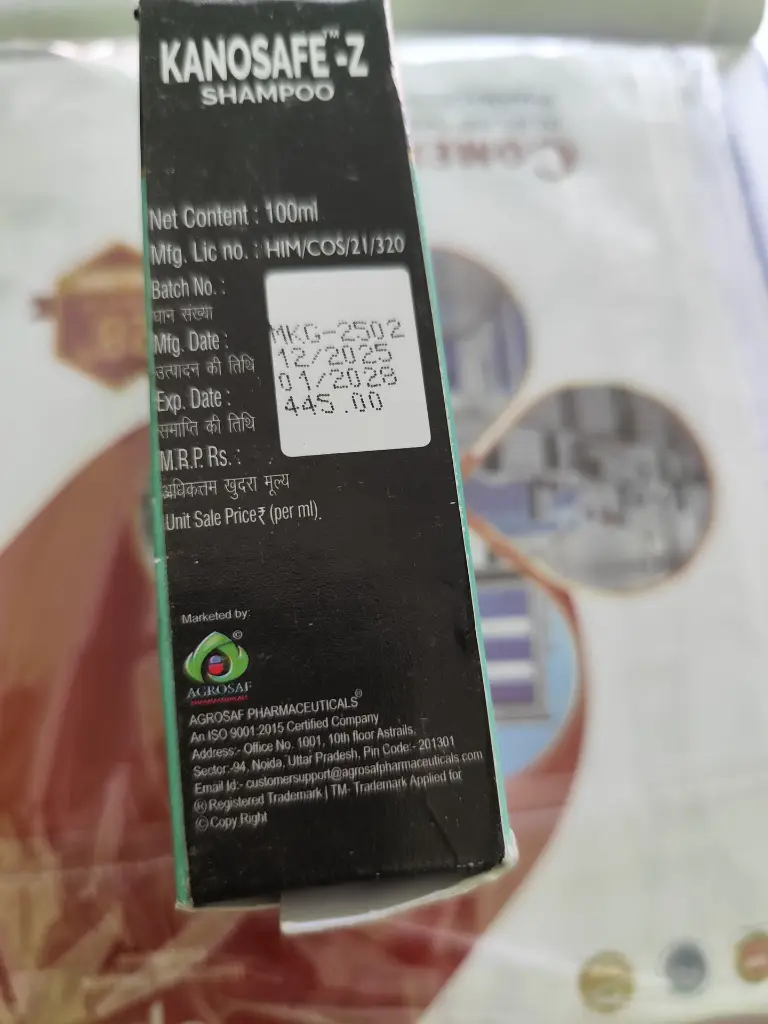 KANOSAFE™-Z
SHAMPOO
Net Content : 100ml
Mfg. Lic no. : HIM/COS/21/320
Batch No. :
घान संख्या
MKG-2502
Mfg. Date :
12/2025
उत्पादन की तिथि
01/2028
Exp. Date :
445.00
समाप्ति की तिथि
M.R.P. Rs. :
अधिकतम खुदरा मूल्य
Unit Sale Price₹ (per ml).
Marketed by:
©
AGROSAF
AGROSAF PHARMACEUTICALS®
An ISO 9001:2015 Certified Company
Address:- Office No. 1001, 10th floor Astrails.
Sector:-94, Noida, Uttar Pradesh, Pin Code:- 201301
Email Id:- customersupport@agrosafpharmaceuticals.com
® Registered Trademark | TM- Trademark Applied for
© Copy Right